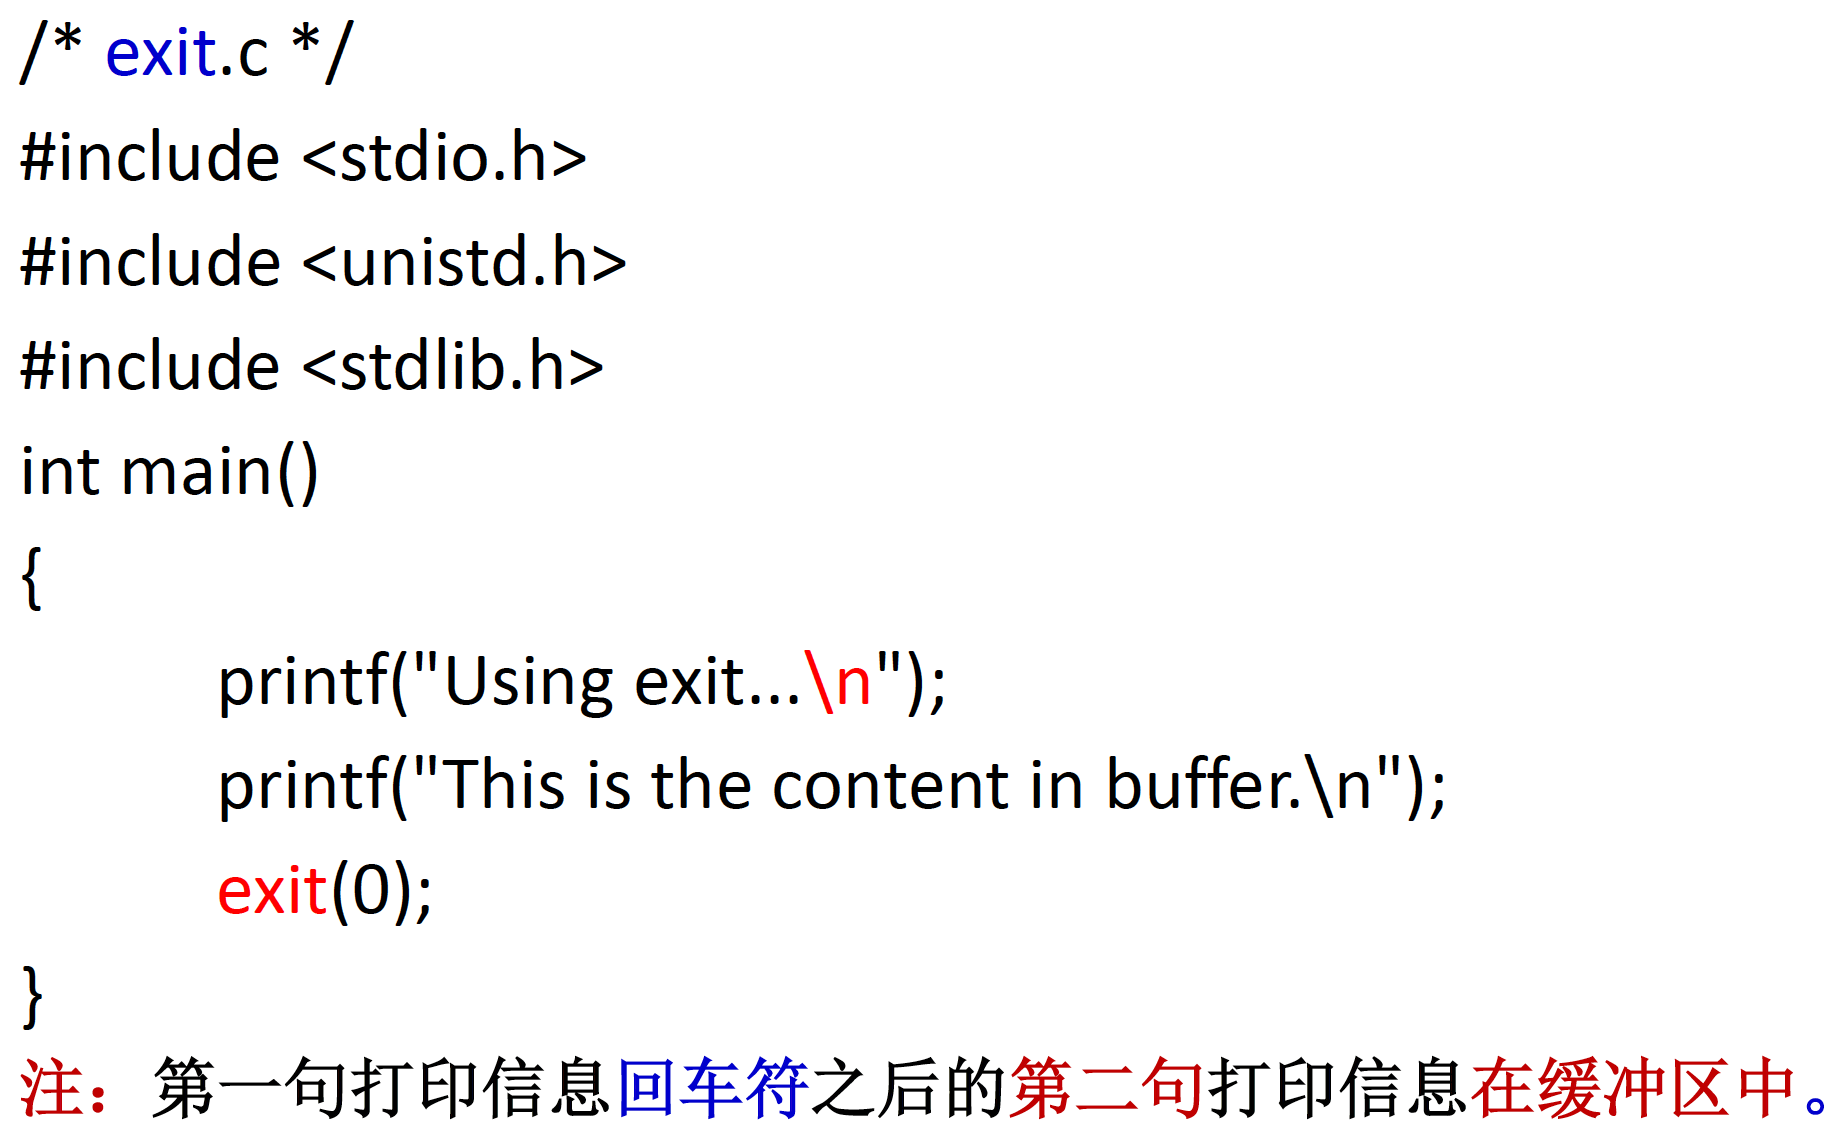 /* exit.c */
#include <stdio.h>
#include <unistd.h>
#include <stdlib.h>
int main()
{
printf("Using exit...\n");
printf("This is the content in buffer.\n");
exit(0);
}
注：第一句打印信息回车符之后的第二句打印信息在缓冲区中。